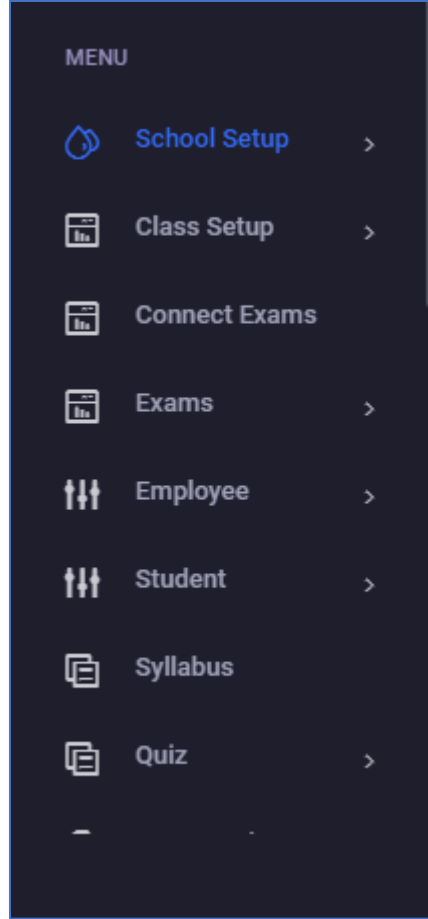 MENU
School Setup
Class Setup
Connect Exams
Exams
Employee
Student
Syllabus
Quiz